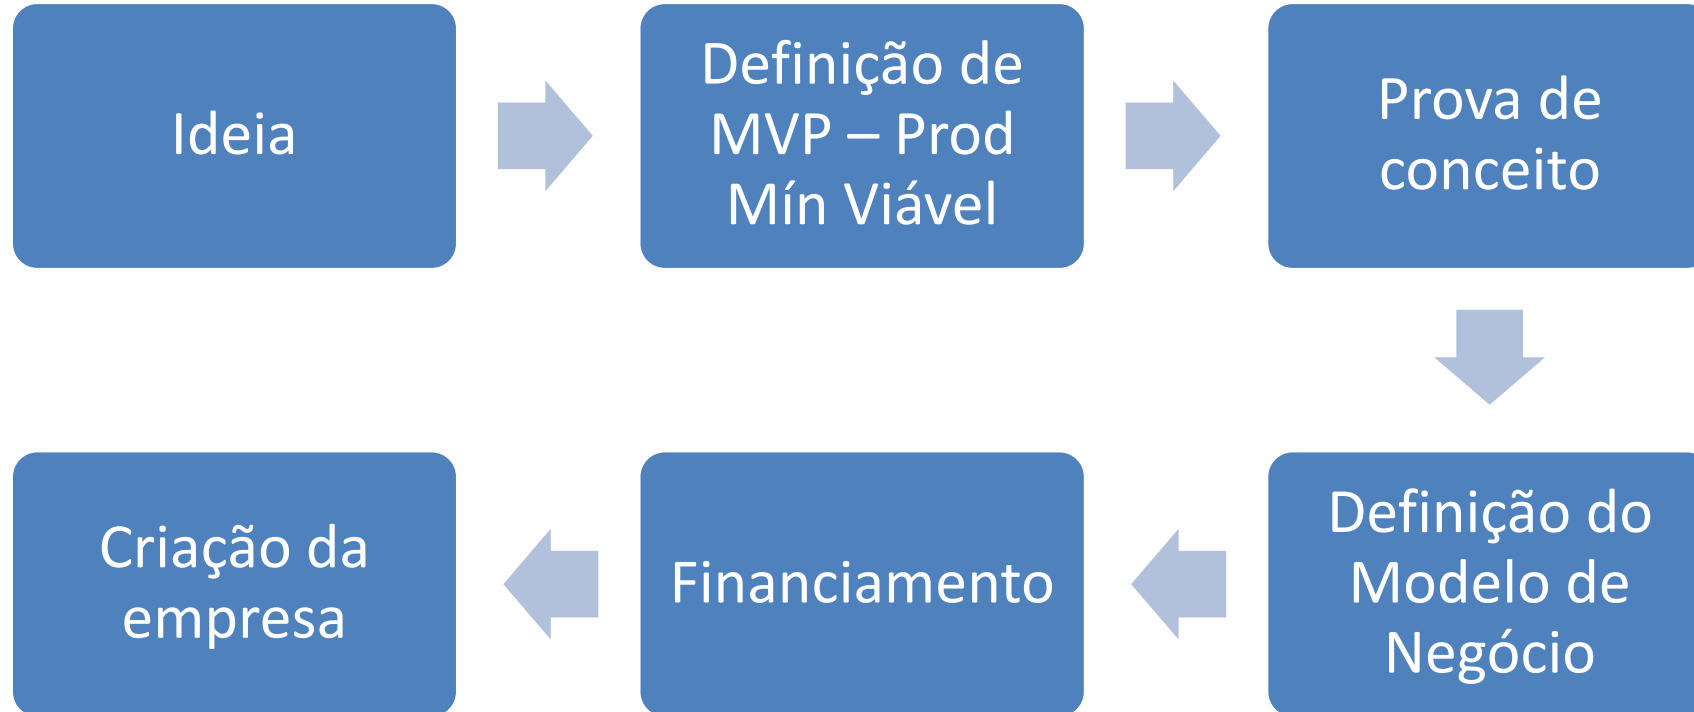 Ideia
Definição de
MVP – Prod
Mín Viável
Prova de
conceito
Definição do
Modelo de
Negócio
Financiamento
Criação da
empresa